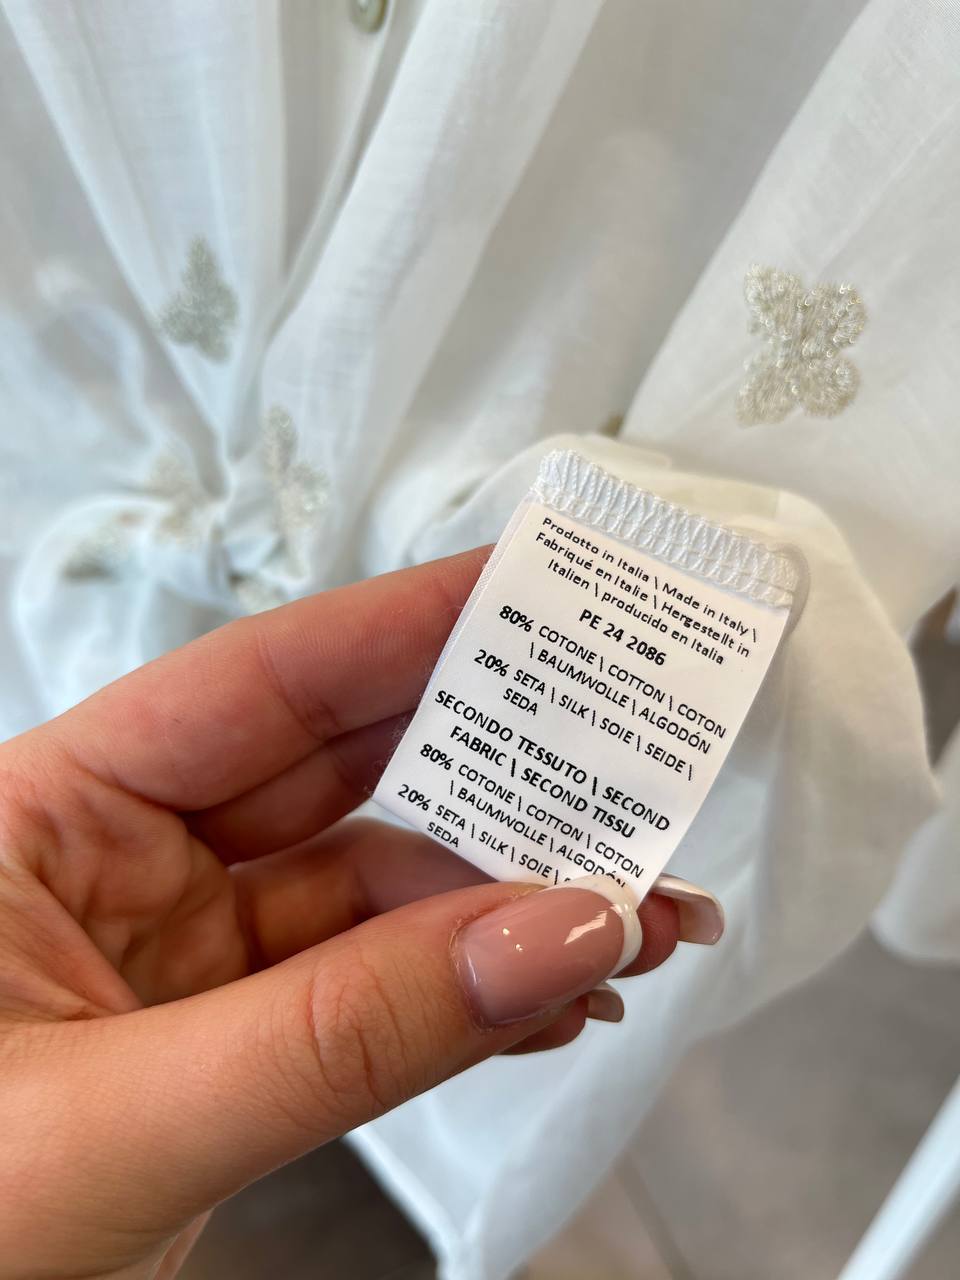 Prodotto in Italia \ Made in Italy \
Fabriqué en Italie \ Hergestellt in
Italien \ producido en Italia
PE 24 2086
80% COTONE \ COTTON \ COTON
\ BAUMWOLLE \ ALGODÓN
20% SETA \ SILK \ SOIE \ SEIDE \
SEDA
SECONDO TESSUTO \ SECOND
FABRIC \ SECOND TISSU
80% COTONE \ COTTON \ COTON
\ BAUMWOLLE \ ALGODÓN
20% SETA \ SILK \ SOIE \
SEDA